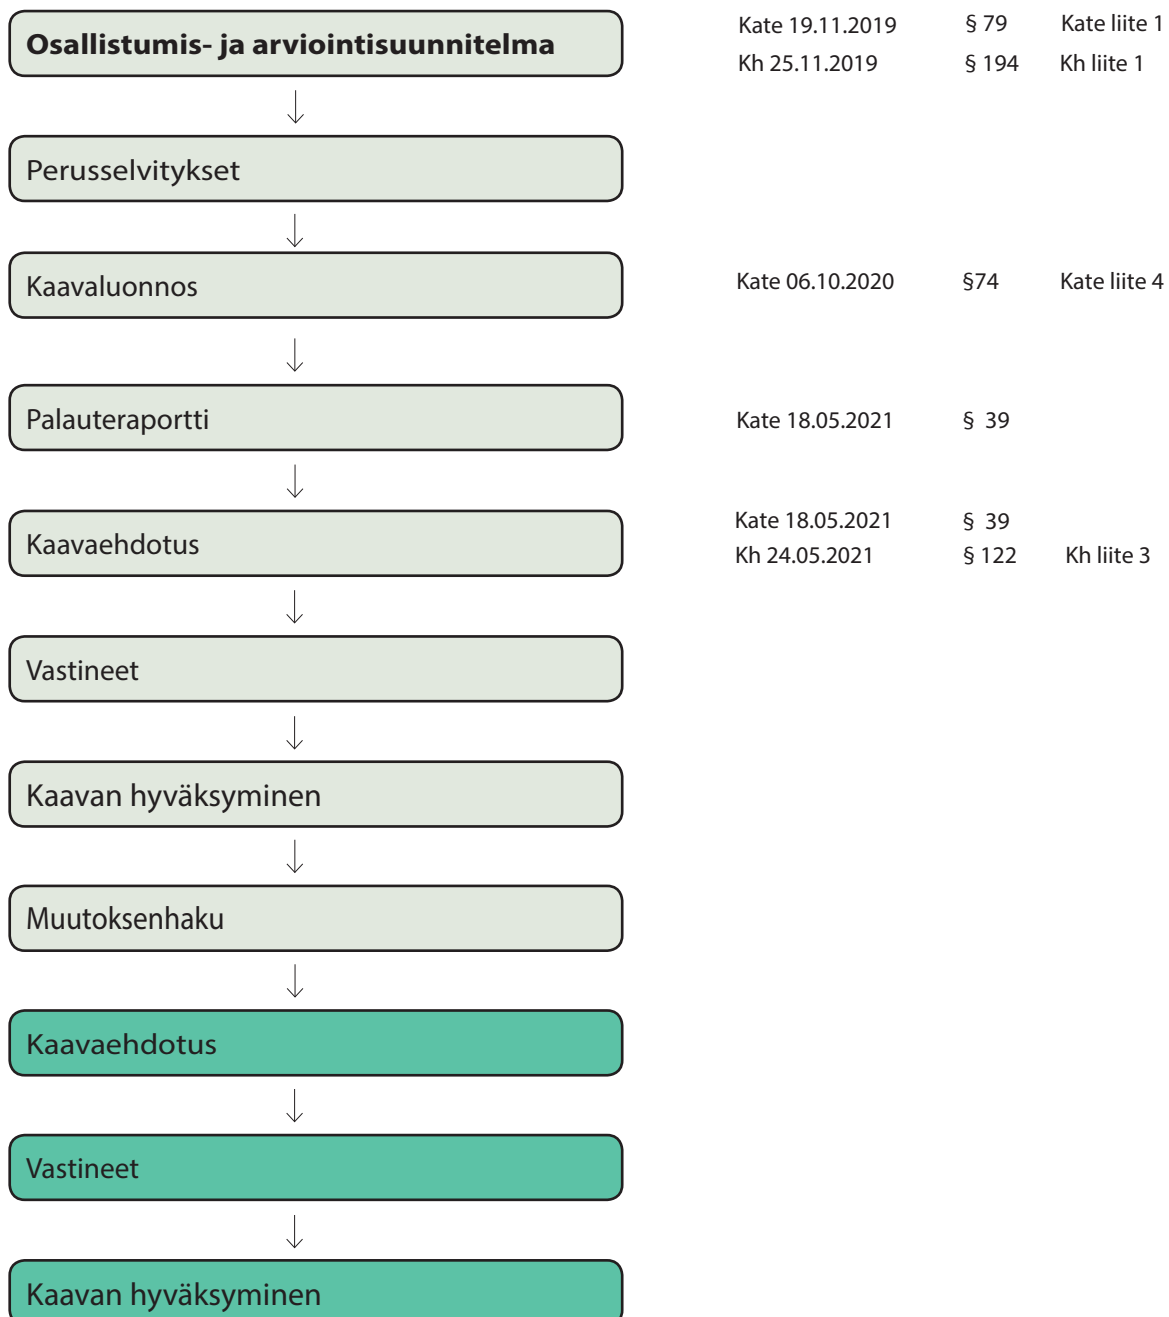 Osallistumis- ja arviointisuunnitelma
Kate 19.11.2019 § 79 Kate liite 1
Kh 25.11.2019 § 194 Kh liite 1
Perusselvitykset
Kaavaluonnos
Kate 06.10.2020 §74 Kate liite 4
Palauteraportti
Kate 18.05.2021 § 39
Kaavaehdotus
Kate 18.05.2021 § 39
Kh 24.05.2021 § 122 Kh liite 3
Vastineet
Kaavan hyväksyminen
Muutoksenhaku
Kaavaehdotus
Vastineet
Kaavan hyväksyminen